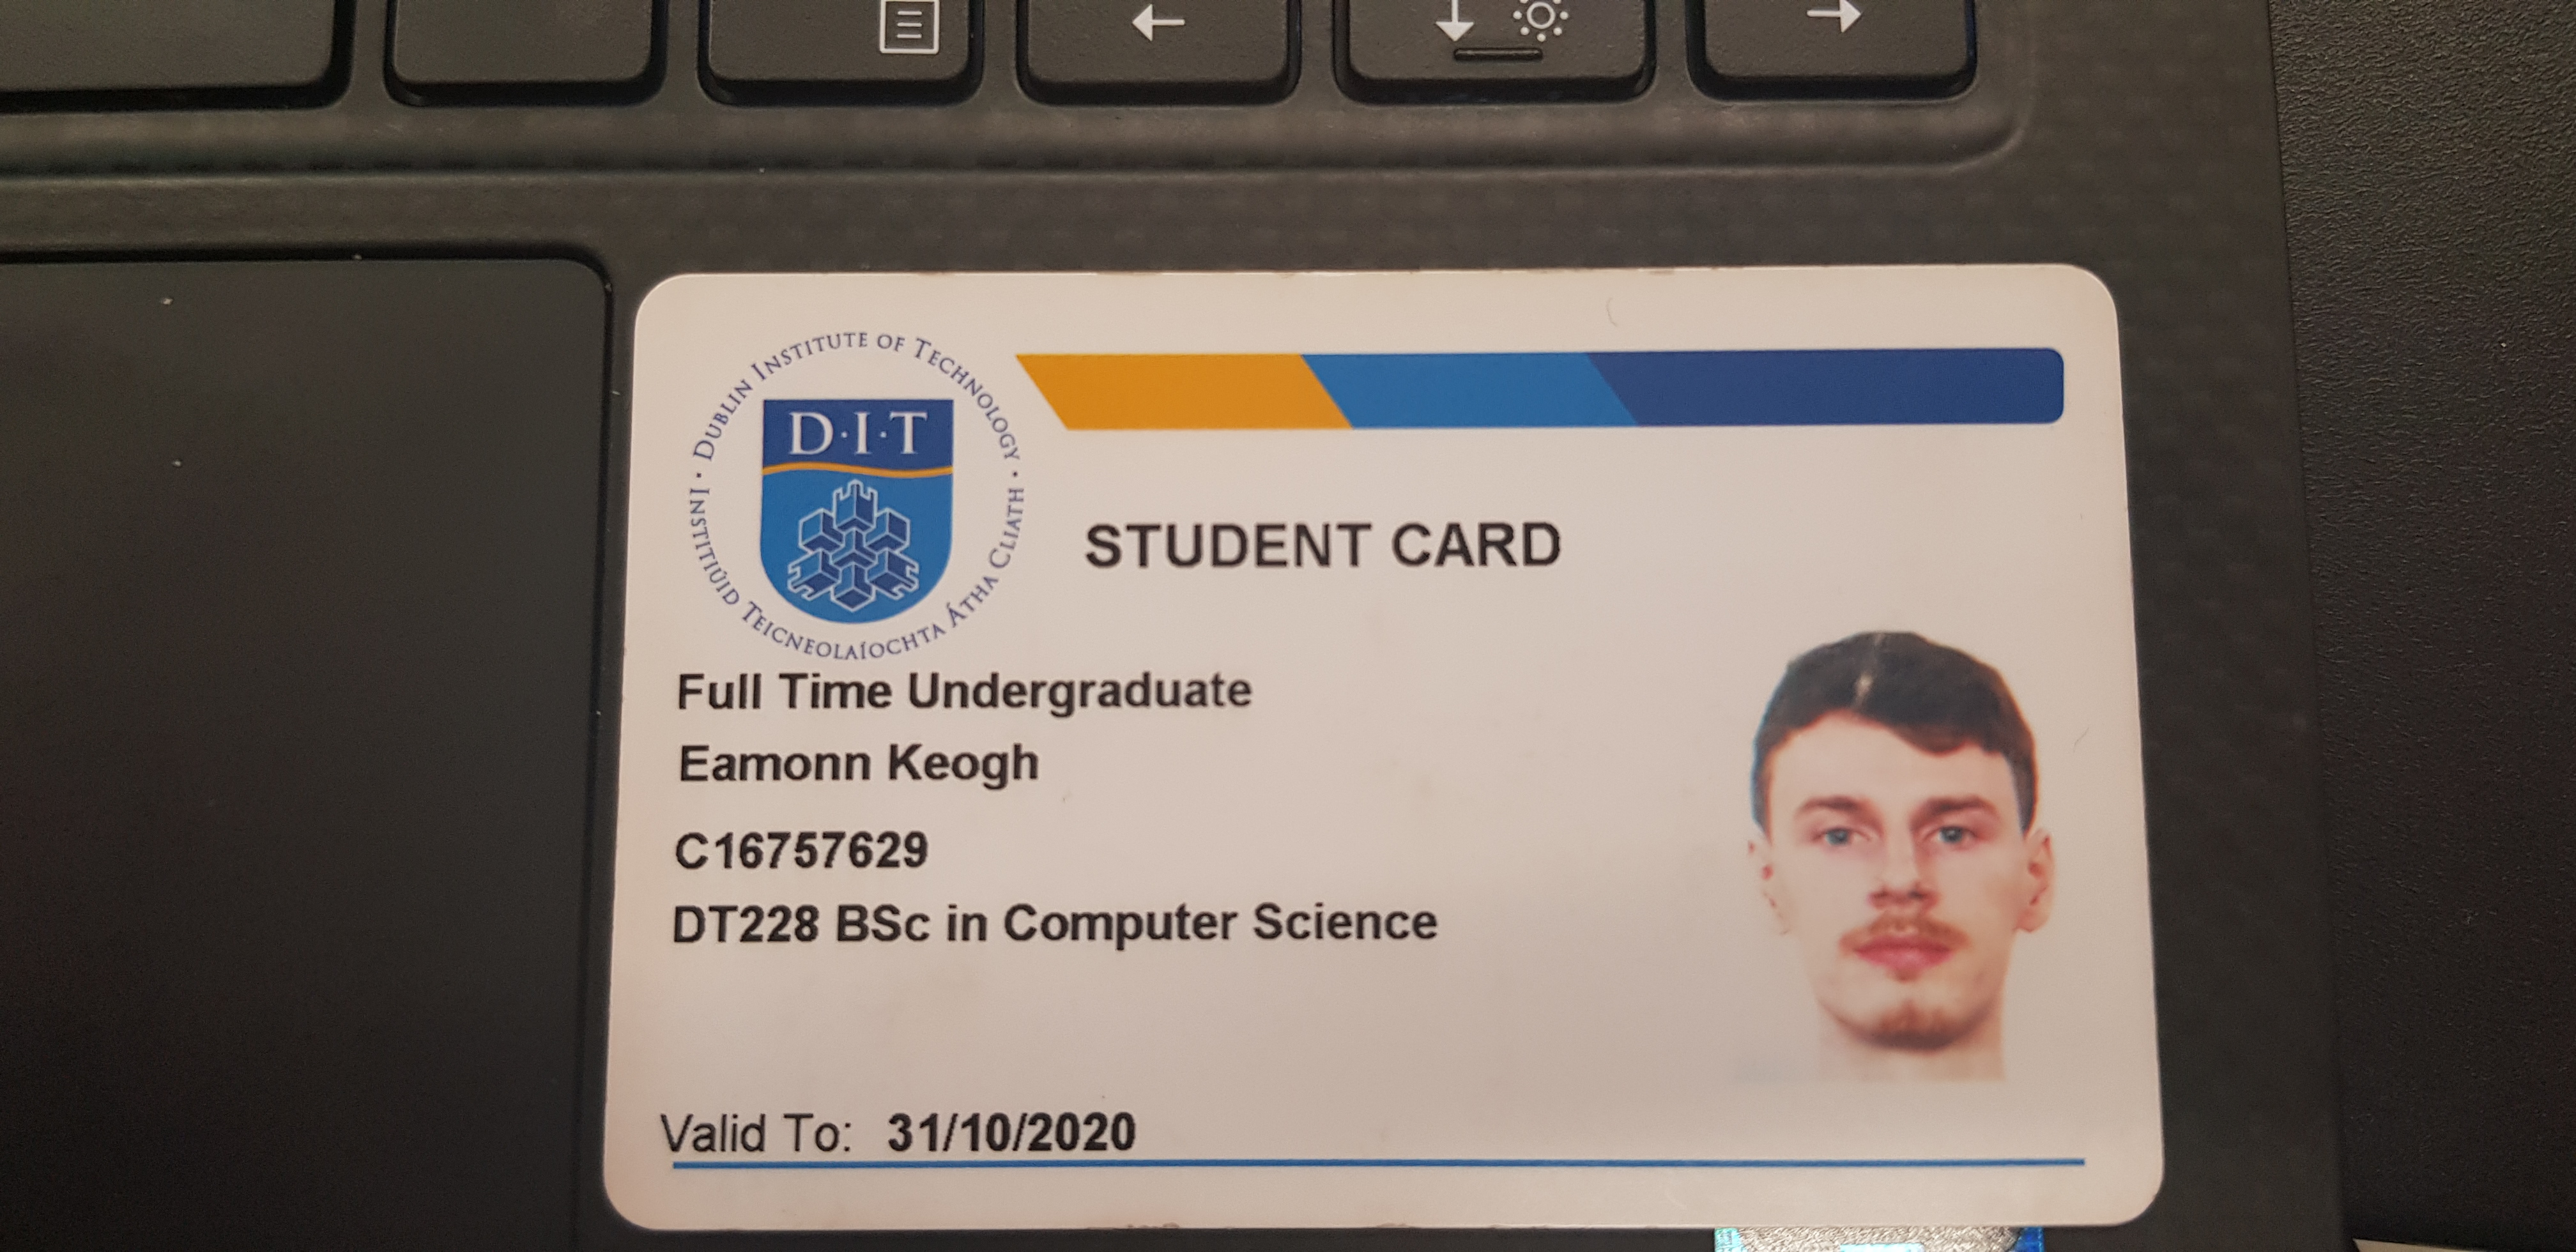 · DUBLIN INSTITUTE OF TECHNOLOGY · INSTITIÚID TEICNEOLAÍOCHTA ÁTHA CLIATH
D·I·T
STUDENT CARD
Full Time Undergraduate
Eamonn Keogh
C16757629
DT228 BSc in Computer Science
Valid To: 31/10/2020